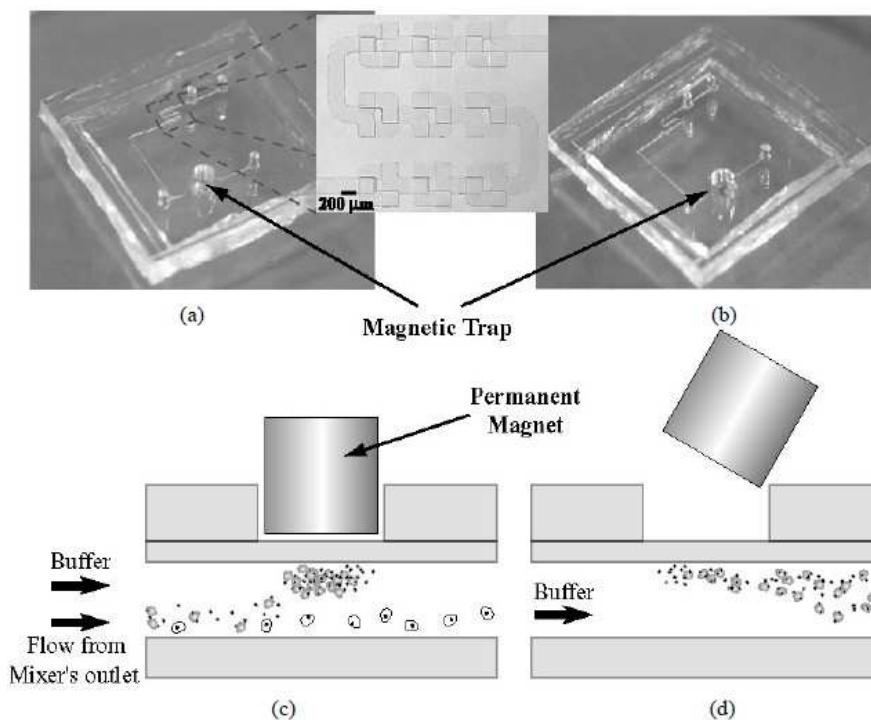 200 μm
(a)
(b)
Magnetic Trap
Permanent
Magnet
Buffer
Flow from
Mixer's outlet
Buffer
(c)
(d)